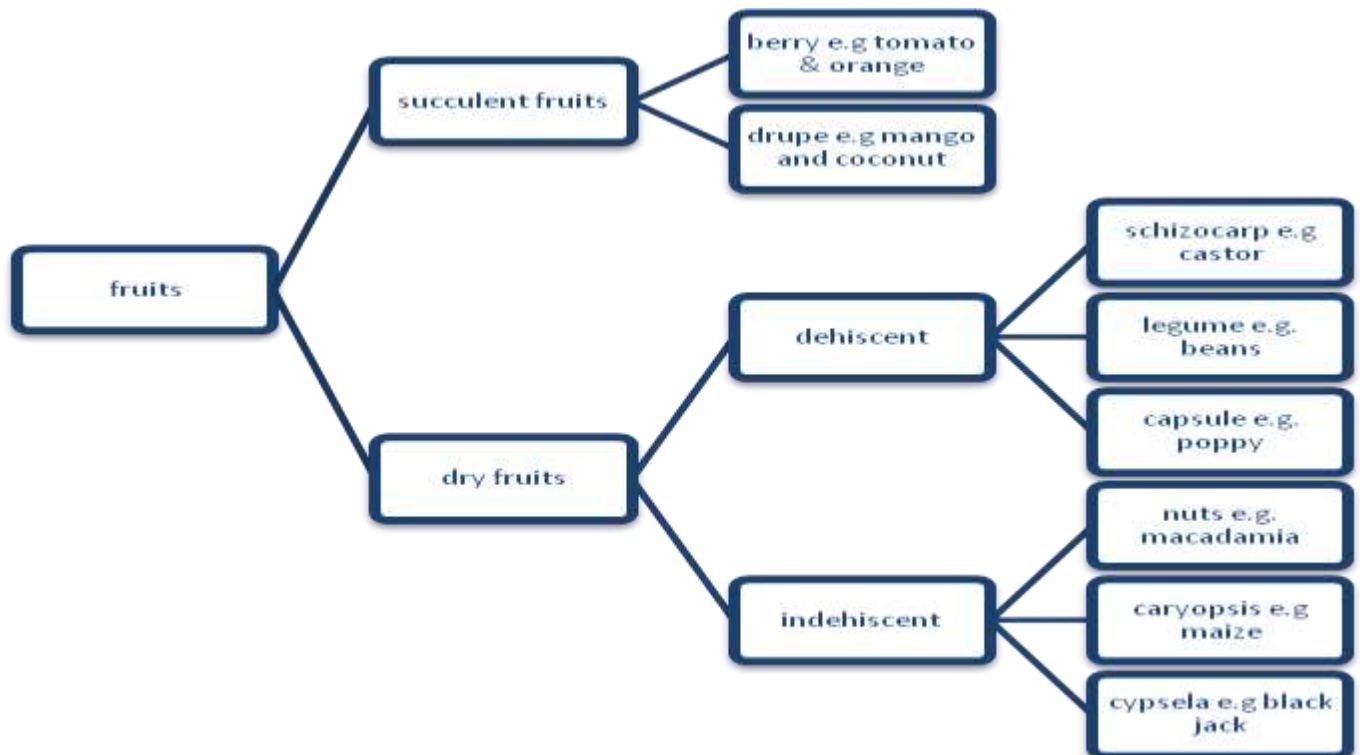 fruits
succulent fruits
berry e.g tomato
& orange
drupe e.g mango
and coconut
dry fruits
dehiscent
schizocarp e.g
castor
legume e.g.
beans
capsule e.g.
poppy
indehiscent
nuts e.g.
macadamia
caryopsis e.g
maize
cypsela e.g black
jack